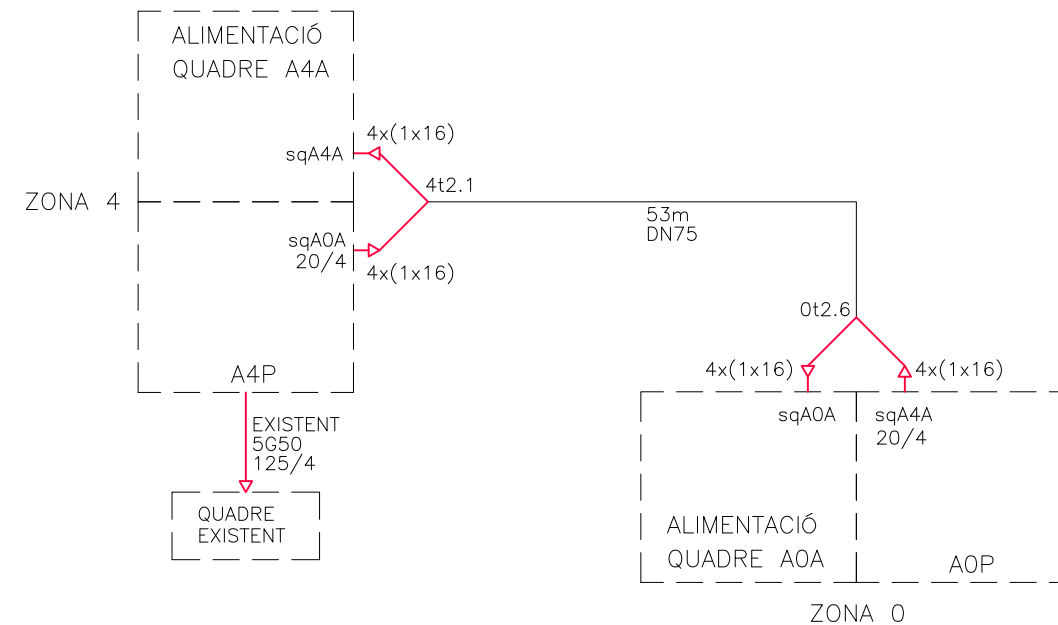 ALIMENTACIÓ
QUADRE A4A
4x(1x16)
sqA4A
4t2.1
ZONA 4
53m
DN75
sqA0A
20/4
4x(1x16)
0t2.6
A4P
4x(1x16)
4x(1x16)
EXISTENT
5G50
125/4
sqA0A
sqA4A
20/4
QUADRE
EXISTENT
ALIMENTACIÓ
QUADRE A0A
A0P
ZONA 0